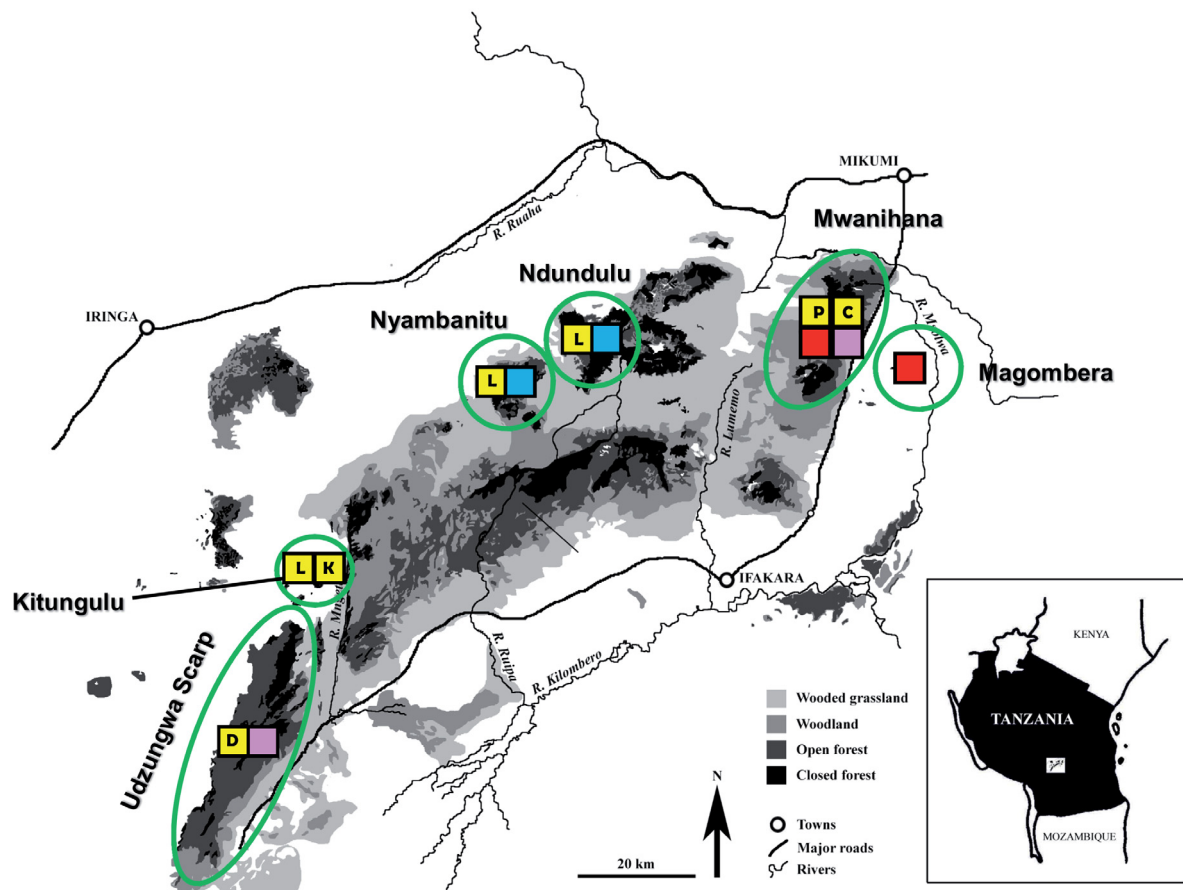 MIKUMI
Mwanihana
R. Ruaha
Ndundulu
IRINGA
Nyambanitu
P C
L
L
Magombera
R. Lumemo
L K
Kitungulu
IFAKARA
R. Ruipa
R. Kilombero
Udzungwa Scarp
D
Wooded grassland
Woodland
Open forest
Closed forest
N
Towns
Major roads
Rivers
20 km
KENYA
TANZANIA
MOZAMBIQUE